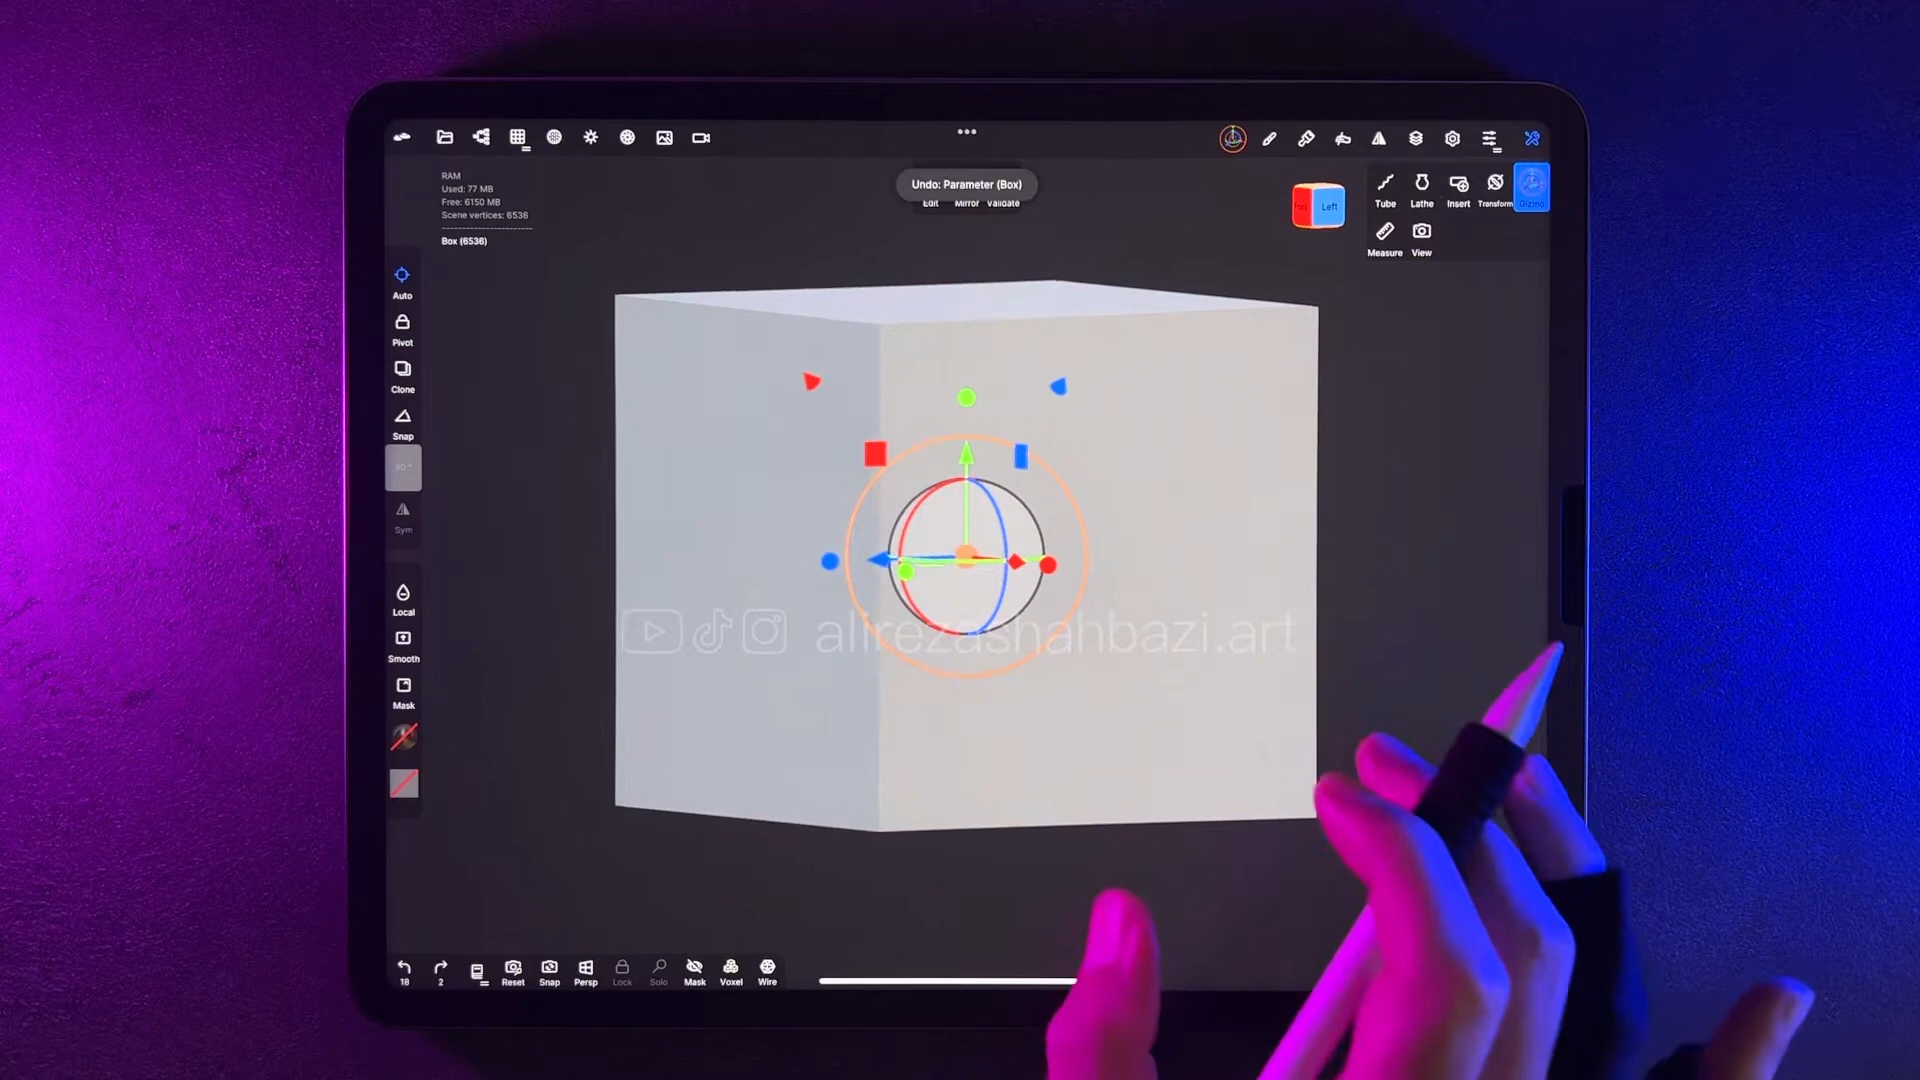 RAM
Used: 77 MB
Free: 6150 MB
Scene vertices: 6536
Box (6536)
Undo: Parameter (Box)
Edit Mirror Validate
Left
Tube Lathe Insert Transform Gizmo
Measure View
Auto
Pivot
Clone
Snap
Sym
Local
Smooth
Mask
alirezashahbazi.art
18 2 Reset Snap Persp Lock Solo Mask Voxel Wire